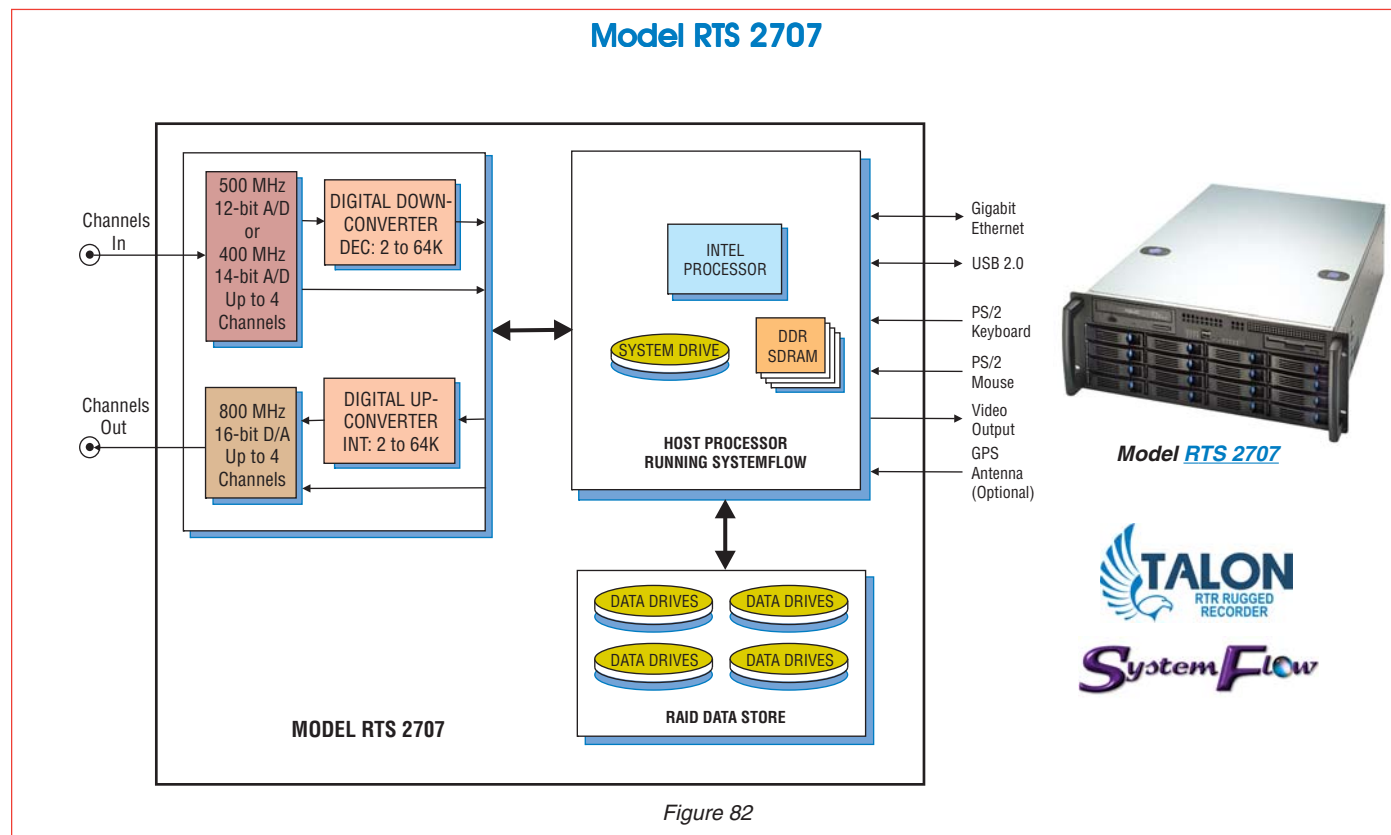 Model RTS 2707
Channels
In
500 MHz
12-bit A/D
or
400 MHz
14-bit A/D
Up to 4
Channels
DIGITAL DOWN-
CONVERTER
DEC: 2 to 64K
Channels
Out
800 MHz
16-bit D/A
Up to 4
Channels
DIGITAL UP-
CONVERTER
INT: 2 to 64K
MODEL RTS 2707
INTEL
PROCESSOR
SYSTEM DRIVE
DDR
SDRAM
HOST PROCESSOR
RUNNING SYSTEMFLOW
DATA DRIVES
DATA DRIVES
DATA DRIVES
DATA DRIVES
RAID DATA STORE
Gigabit
Ethernet
USB 2.0
PS/2
Keyboard
PS/2
Mouse
Video
Output
GPS
Antenna
(Optional)
Model RTS 2707
TALON
RTR RUGGED
RECORDER
SystemFlow
Figure 82